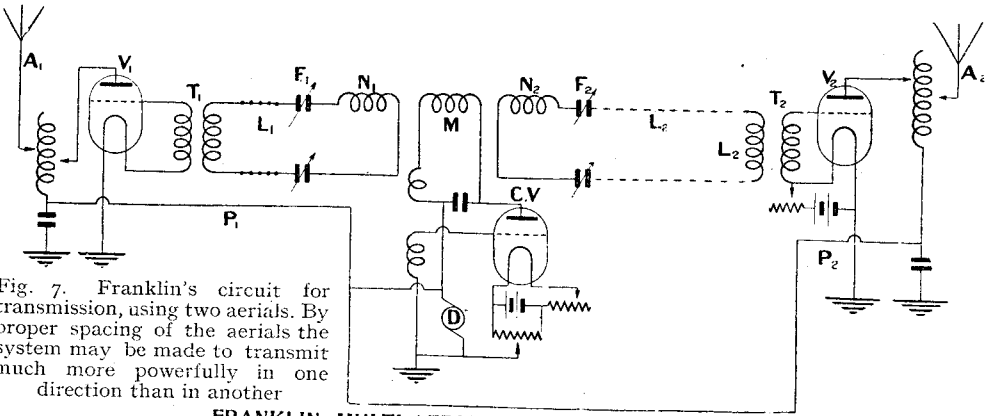 A₁
V₁
T₁
L₁
F₁
N₁
M
N₂
F₂
L₂
L₂
T₂
V₂
A₂
P₁
C.V
D
P₂
Fig. 7. Franklin's circuit for
transmission, using two aerials. By
proper spacing of the aerials the
system may be made to transmit
much more powerfully in one
direction than in another